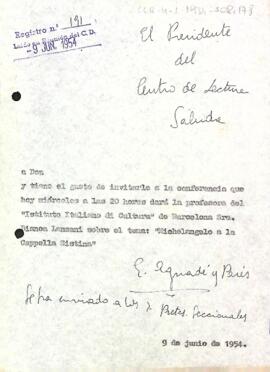 Registro n.º 191
Leído en Reunión del C.D.
- 9 JUN. 1954
El Presidente
del
Centro de Lectura
Saluda
a Don
y tiene el gusto de invitarle a la conferencia que
hoy miércoles a las 20 horas dará la profesora del
"Istituto Italiano di Cultura" de Barcelona Sra.
Bianca Lanzani sobre el tema: "Michelangelo a la
Cappella Sistina"
E. Aguadé y Parés
Se ha enviado a los Sres. Seccionales
9 de junio de 1954.